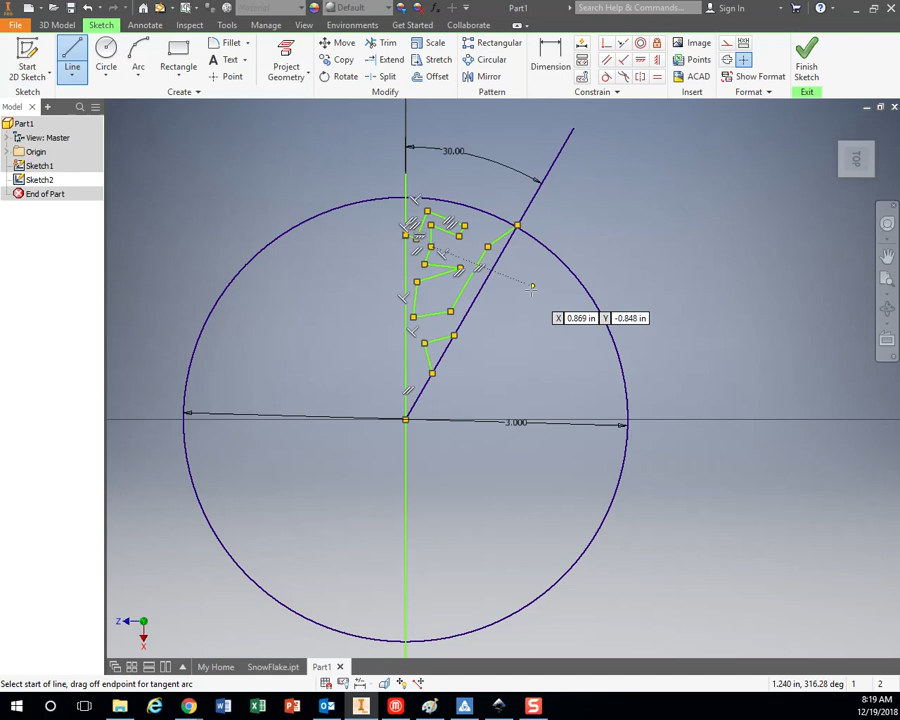 Material Default Part1 Search Help & Commands... Sign In
File 3D Model Sketch Annotate Inspect Tools Manage View Environments Get Started Collaborate
Start 2D Sketch Line Circle Arc Rectangle Fillet Text Point Project Geometry Move Copy Rotate Trim Extend Split Scale Stretch Offset Rectangular Circular Mirror Dimension Image Points ACAD Show Format Finish Sketch
Sketch Create Modify Pattern Constrain Insert Format Exit
Model
Part1
View: Master
Origin
Sketch1
Sketch2
End of Part
30.00
TOP
X 0.869 in Y -0.848 in
3.000
Z
X
My Home SnowFlake.ipt Part1
Select start of line, drag off endpoint for tangent arc 1.240 in, 316.28 deg 1 2
8:19 AM
12/19/2018